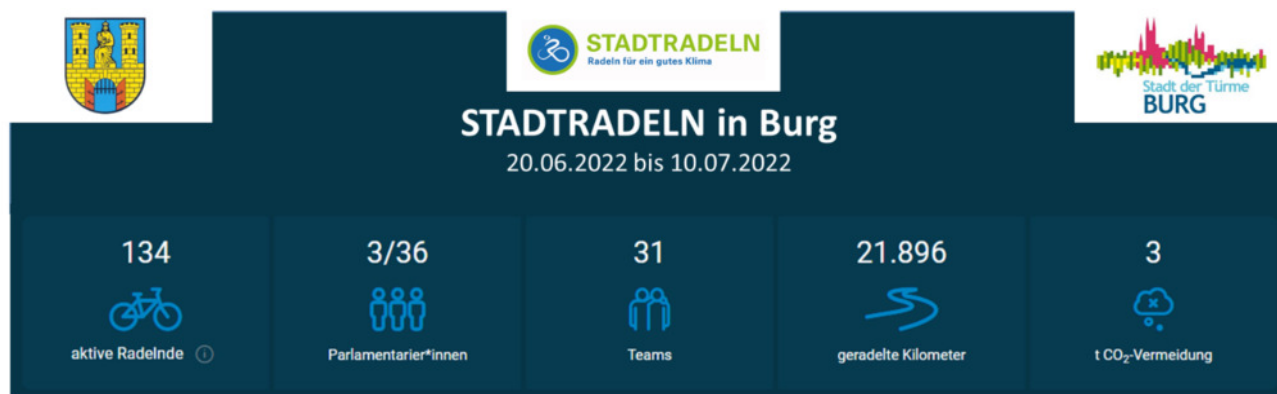 STADTRADELN
Radeln für ein gutes Klima
Stadt der Türme
BURG
STADTRADELN in Burg
20.06.2022 bis 10.07.2022
134
aktive Radelnde
3/36
Parlamentarier*innen
31
Teams
21.896
geradelte Kilometer
3
t CO₂-Vermeidung